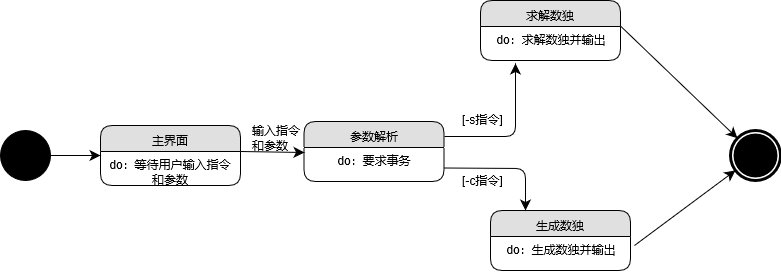 求解数独
do: 求解数独并输出
主界面
do: 等待用户输入指令
和参数
输入指令
和参数
参数解析
do: 要求事务
[-s指令]
[-c指令]
生成数独
do: 生成数独并输出